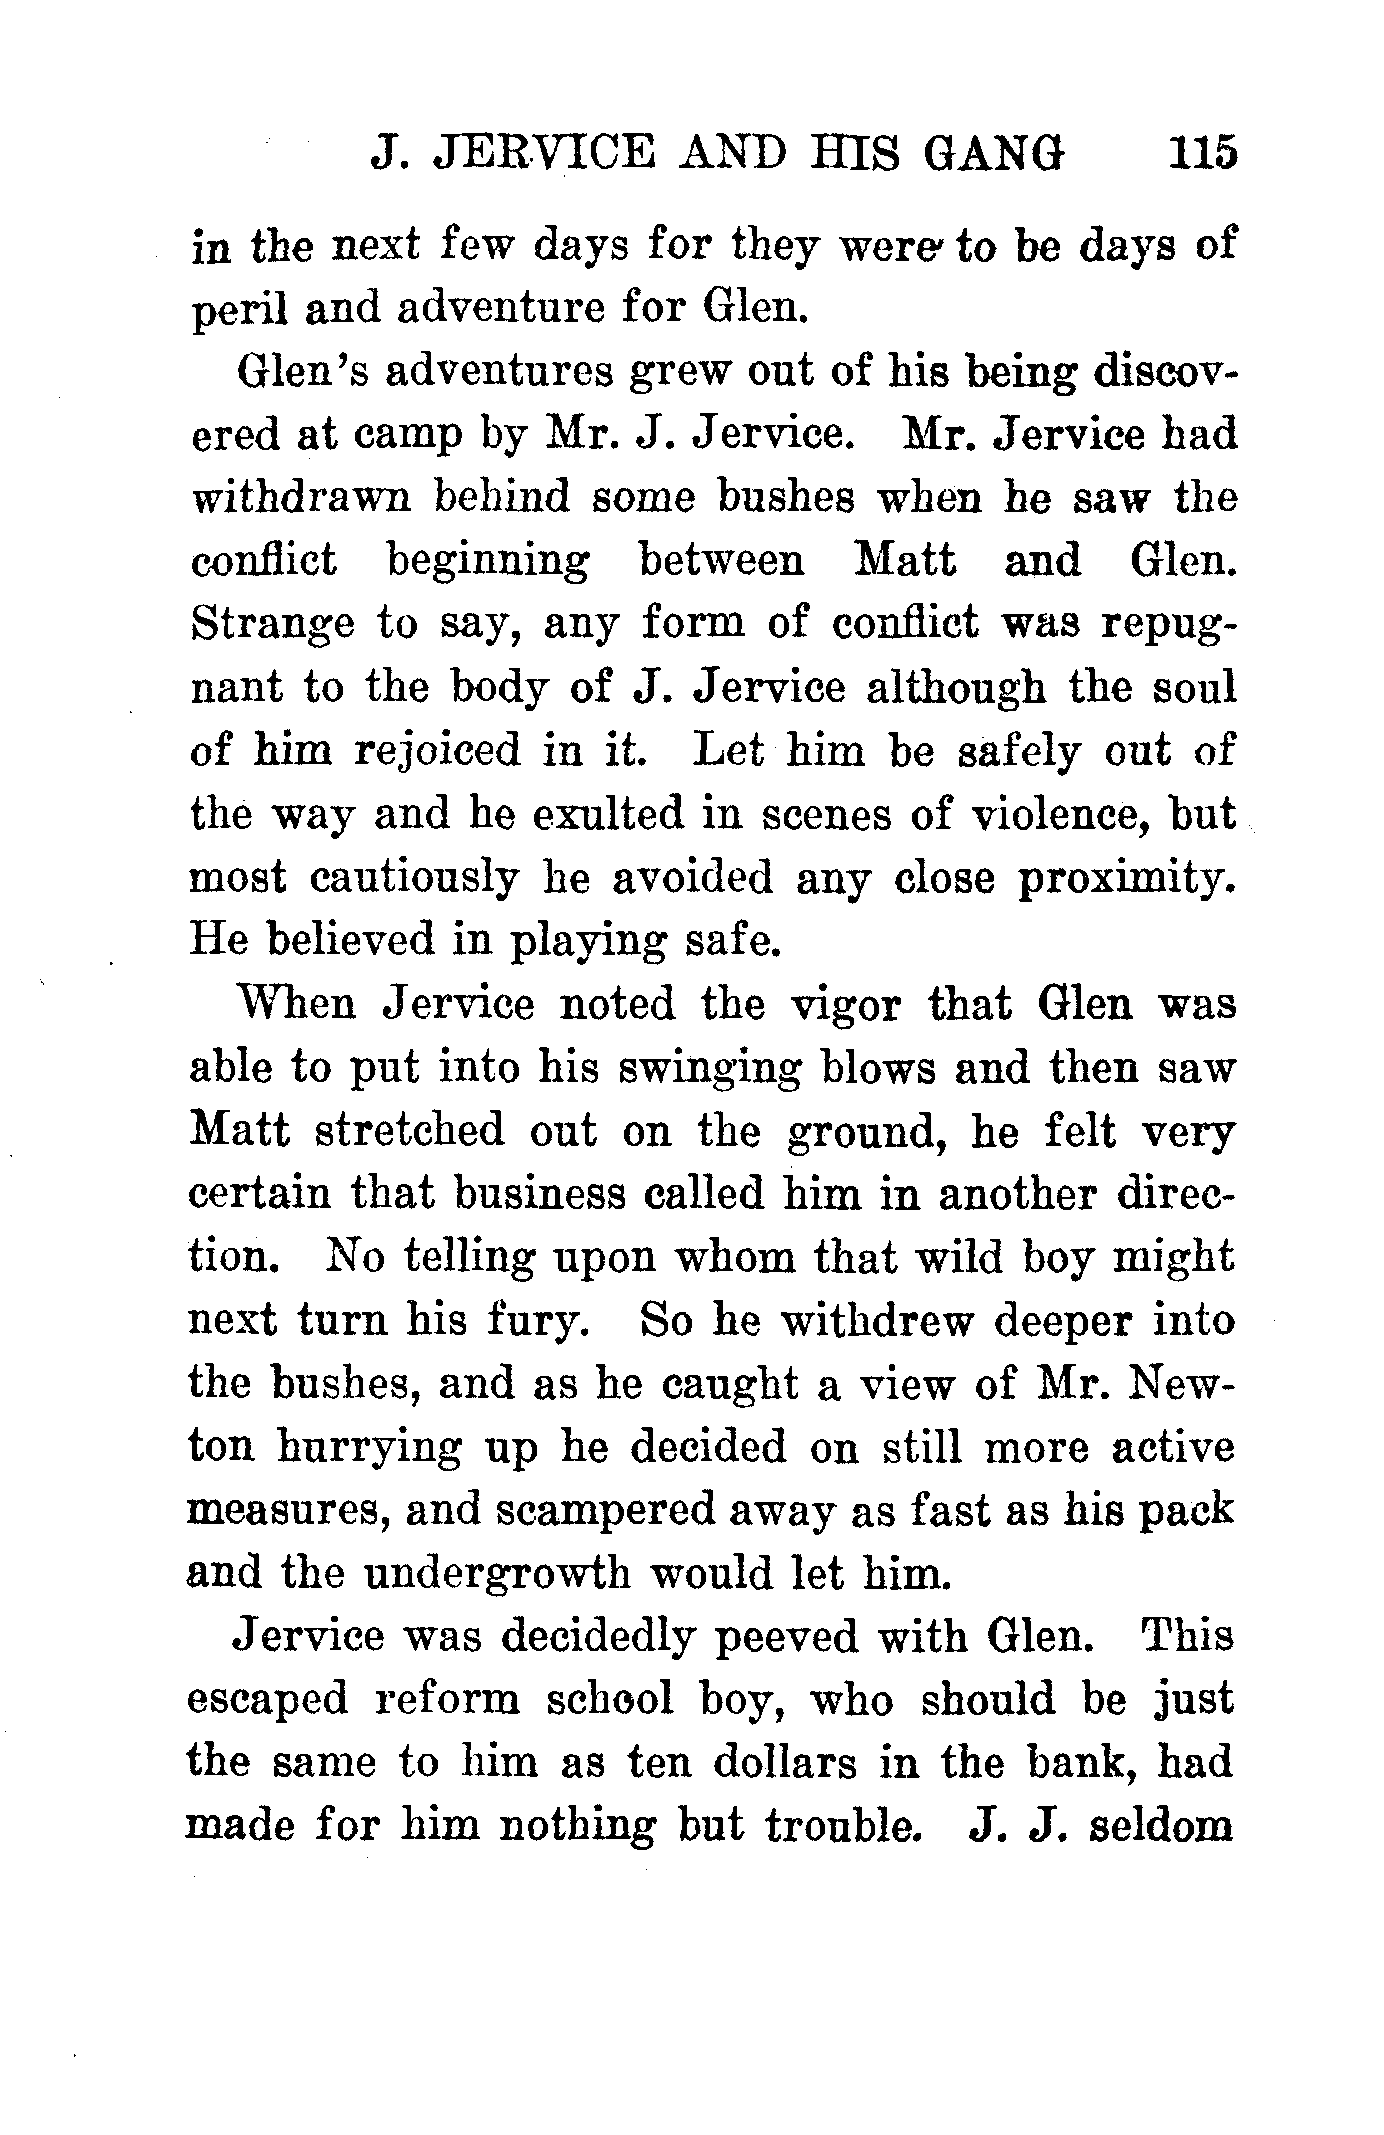 J. JERVICE AND HIS GANG 115
in the next few days for they were to be days of
peril and adventure for Glen.
Glen's adventures grew out of his being discov-
ered at camp by Mr. J. Jervice. Mr. Jervice had
withdrawn behind some bushes when he saw the
conflict beginning between Matt and Glen.
Strange to say, any form of conflict was repug-
nant to the body of J. Jervice although the soul
of him rejoiced in it. Let him be safely out of
the way and he exulted in scenes of violence, but
most cautiously he avoided any close proximity.
He believed in playing safe.
When Jervice noted the vigor that Glen was
able to put into his swinging blows and then saw
Matt stretched out on the ground, he felt very
certain that business called him in another direc-
tion. No telling upon whom that wild boy might
next turn his fury. So he withdrew deeper into
the bushes, and as he caught a view of Mr. New-
ton hurrying up he decided on still more active
measures, and scampered away as fast as his pack
and the undergrowth would let him.
Jervice was decidedly peeved with Glen. This
escaped reform school boy, who should be just
the same to him as ten dollars in the bank, had
made for him nothing but trouble. J. J. seldom